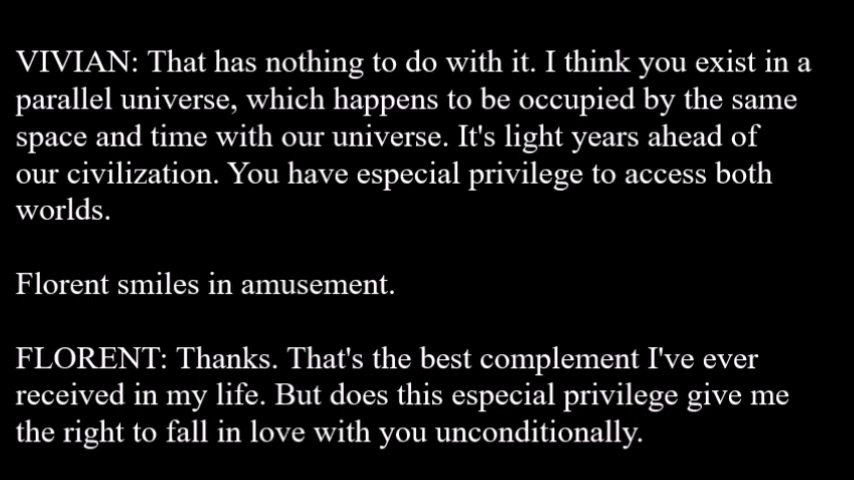 VIVIAN: That has nothing to do with it. I think you exist in a
parallel universe, which happens to be occupied by the same
space and time with our universe. It's light years ahead of
our civilization. You have especial privilege to access both
worlds.
Florent smiles in amusement.
FLORENT: Thanks. That's the best complement I've ever
received in my life. But does this especial privilege give me
the right to fall in love with you unconditionally.